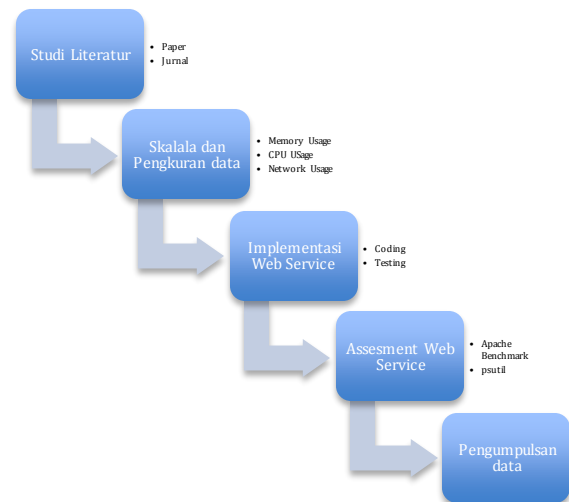 Studi Literatur
• Paper
• Jurnal
Skalala dan
Pengkuran data
• Memory Usage
• CPU USage
• Network Usage
Implementasi
Web Service
• Coding
• Testing
Assesment Web
Service
• Apache
Benchmark
• psutil
Pengumpulsan
data